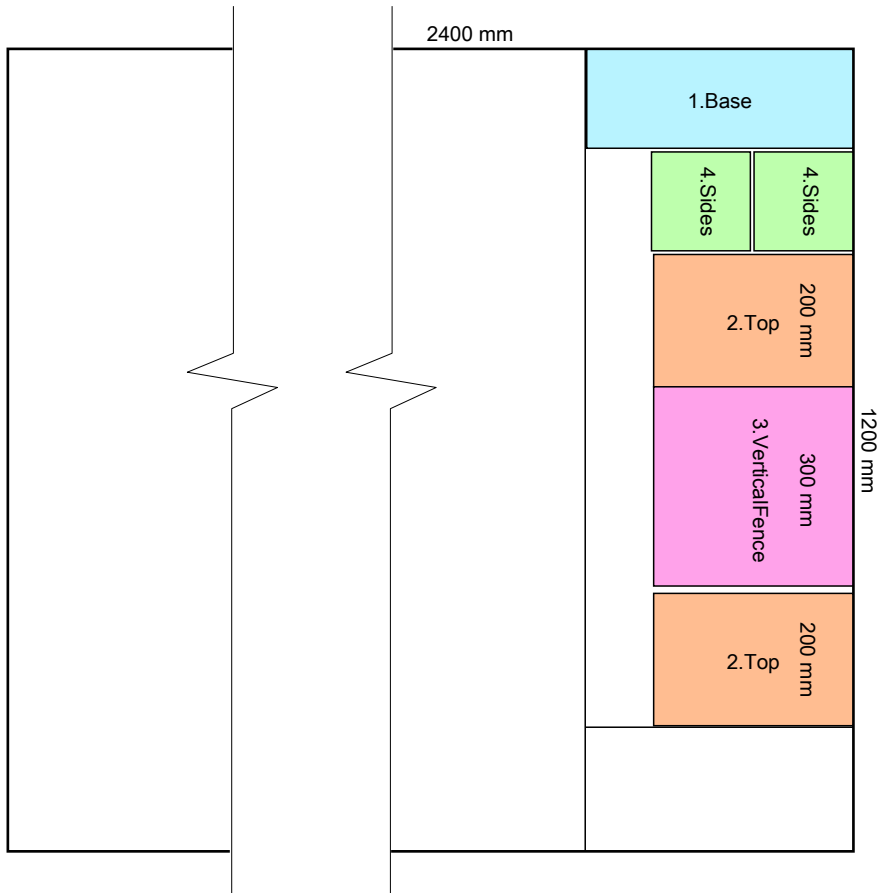 2400 mm
1.Base
4.Sides
4.Sides
200 mm
2.Top
1200 mm
300 mm
3.VerticalFence
200 mm
2.Top